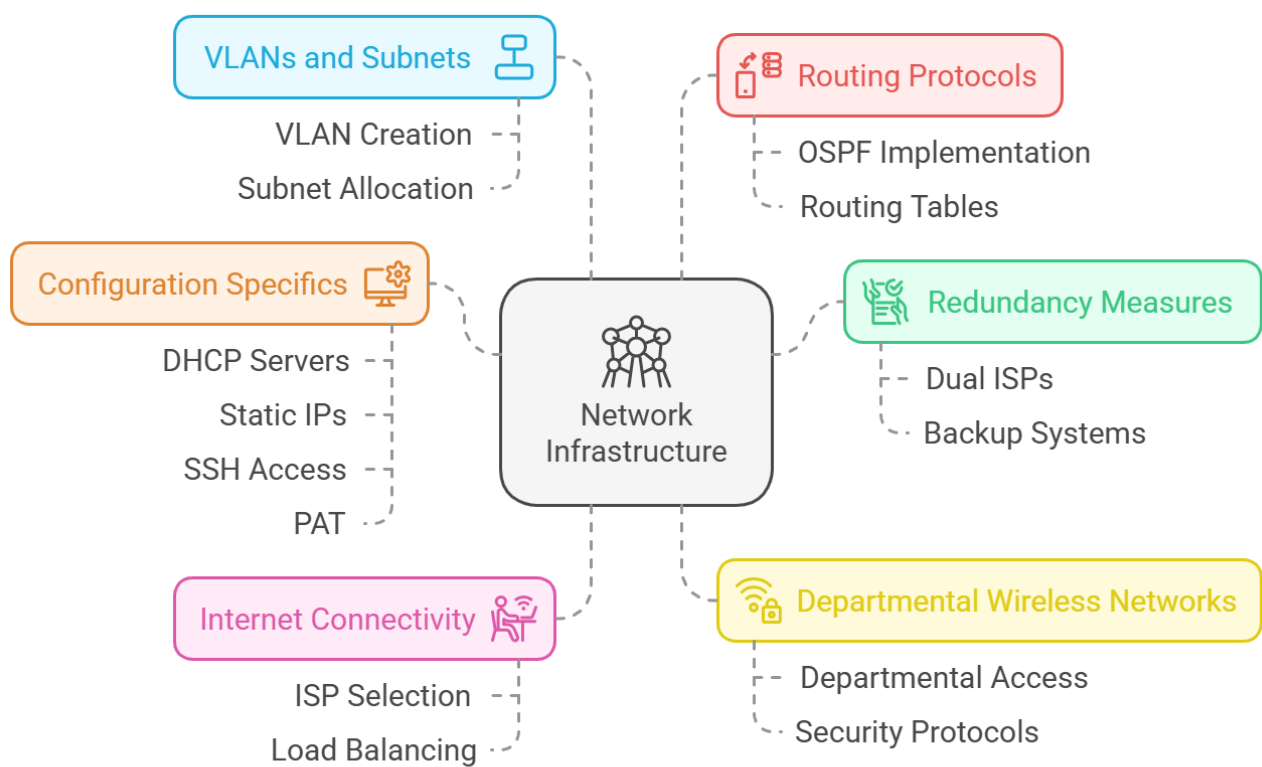 VLANs and Subnets
VLAN Creation
Subnet Allocation
Routing Protocols
OSPF Implementation
Routing Tables
Configuration Specifics
DHCP Servers
Static IPs
SSH Access
PAT
Network
Infrastructure
Redundancy Measures
Dual ISPs
Backup Systems
Internet Connectivity
ISP Selection
Load Balancing
Departmental Wireless Networks
Departmental Access
Security Protocols